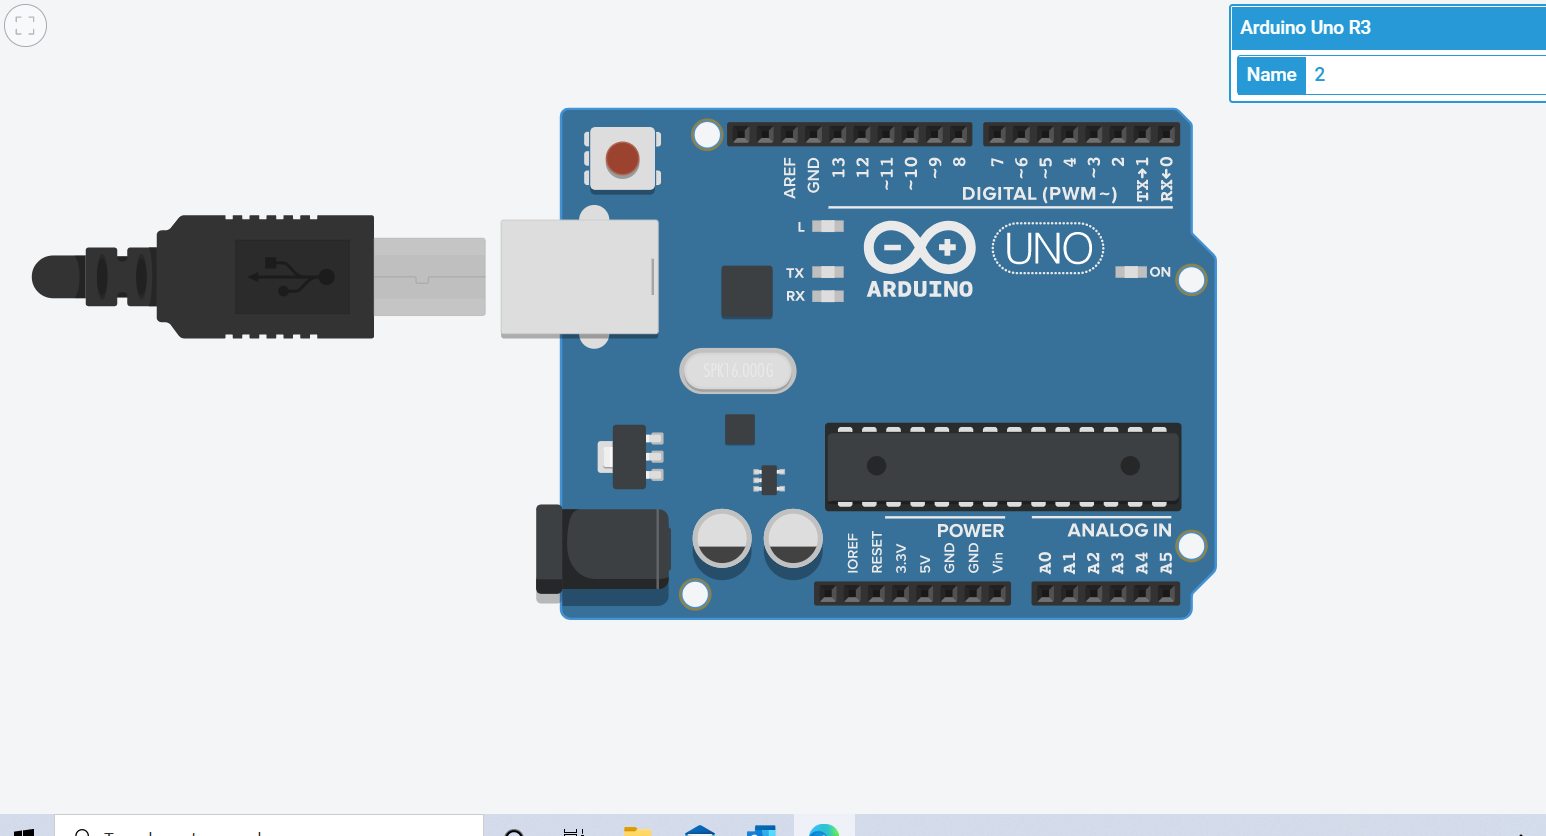 Arduino Uno R3
Name 2
AREF GND 13 12 ~11 ~10 ~9 8 7 ~6 ~5 4 ~3 2 TX→1 RX←0
DIGITAL (PWM~)
L
UNO
TX
ON
RX
ARDUINO
SPK16.000G
POWER ANALOG IN
IOREF RESET 3.3V 5V GND GND Vin A0 A1 A2 A3 A4 A5